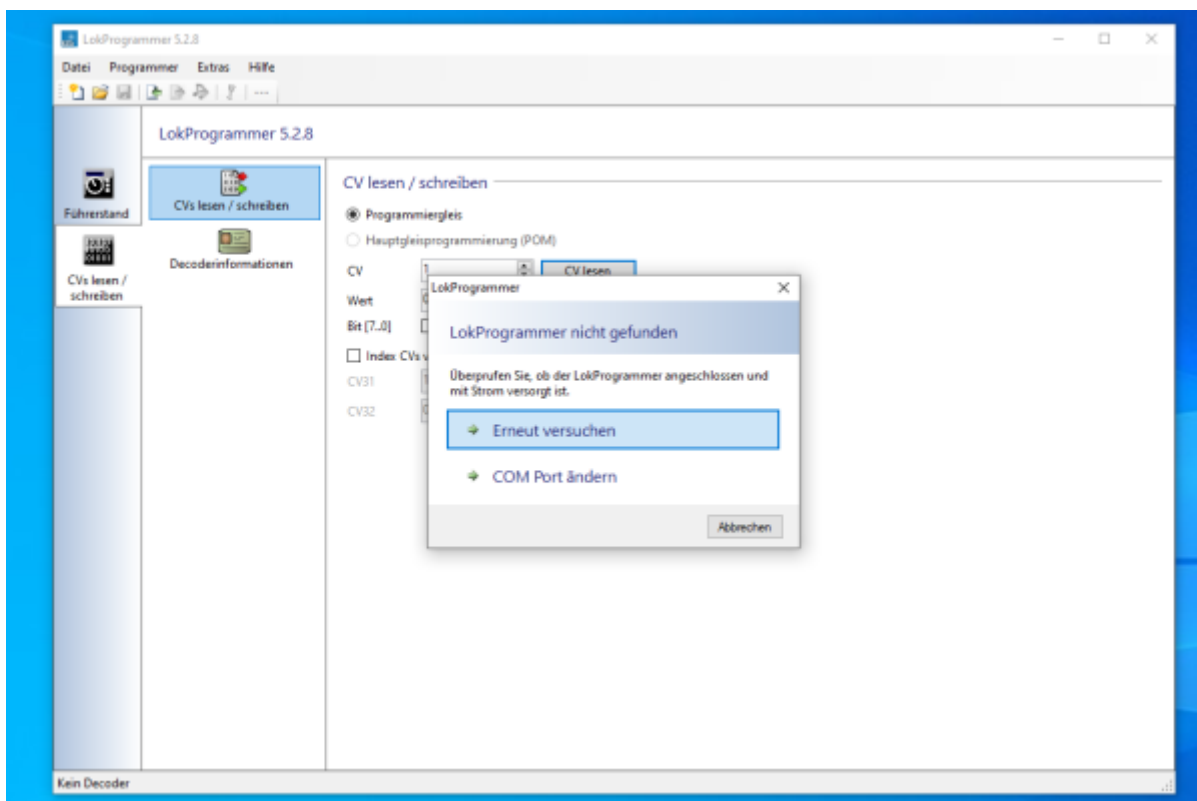 LokProgrammer 5.2.8
Datei Programmer Extras Hilfe
LokProgrammer 5.2.8
Führerstand
CVs lesen /
schreiben
CVs lesen / schreiben
Decoderinformationen
CV lesen / schreiben
Programmiergleis
Hauptgleisprogrammierung (POM)
CV 1 CV lesen
Wert
Bit [7..0]
Index CVs
CV31
CV32
LokProgrammer
LokProgrammer nicht gefunden
Überprufen Sie, ob der LokProgrammer angeschlossen und
mit Strom versorgt ist.
Erneut versuchen
COM Port ändern
Abbrechen
Kein Decoder